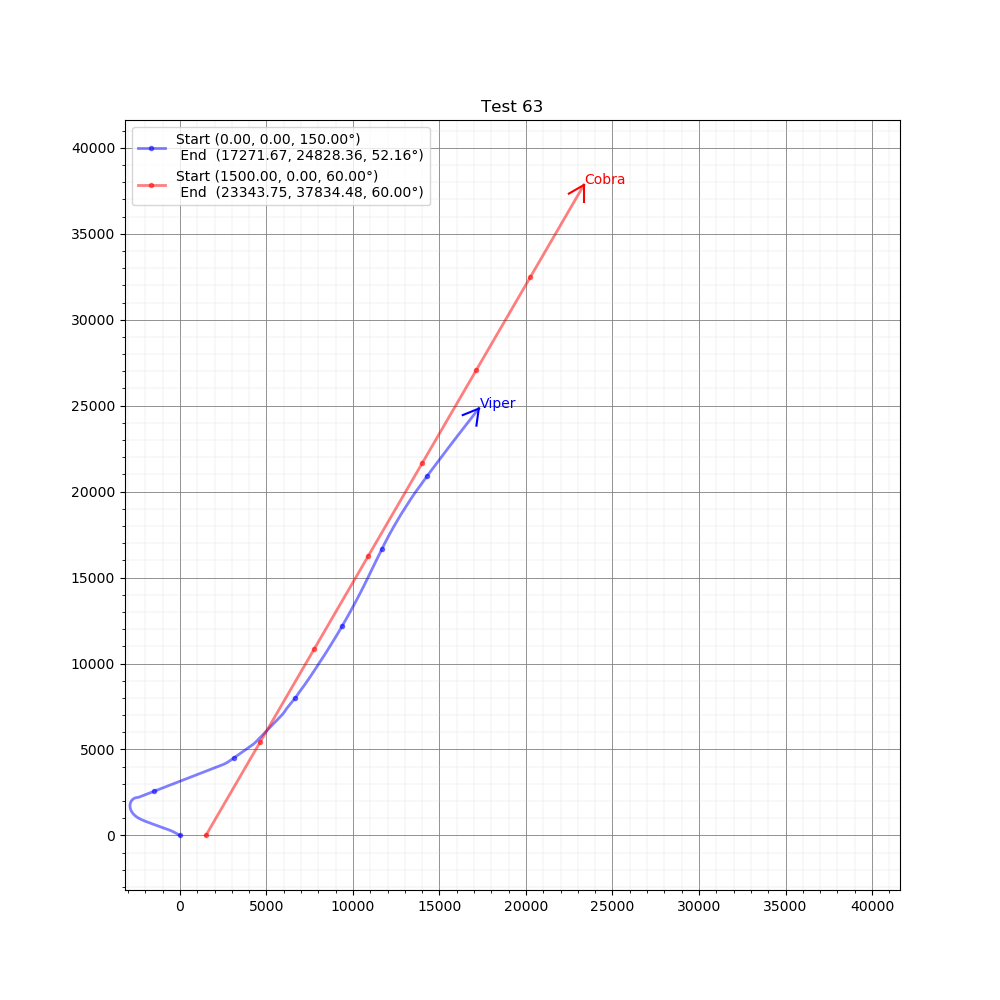 Test 63
Start (0.00, 0.00, 150.00°)
End  (17271.67, 24828.36, 52.16°)
Start (1500.00, 0.00, 60.00°)
End  (23343.75, 37834.48, 60.00°)
Cobra
Viper
40000
35000
30000
25000
20000
15000
10000
5000
0
0 5000 10000 15000 20000 25000 30000 35000 40000